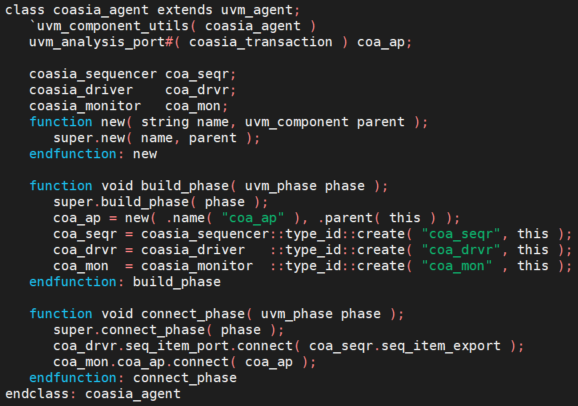 class coasia_agent extends uvm_agent;
   `uvm_component_utils( coasia_agent )
   uvm_analysis_port#( coasia_transaction ) coa_ap;

   coasia_sequencer coa_seqr;
   coasia_driver    coa_drvr;
   coasia_monitor   coa_mon;
   function new( string name, uvm_component parent );
      super.new( name, parent );
   endfunction: new

   function void build_phase( uvm_phase phase );
      super.build_phase( phase );
      coa_ap = new( .name( "coa_ap" ), .parent( this ) );
      coa_seqr = coasia_sequencer::type_id::create( "coa_seqr", this );
      coa_drvr = coasia_driver   ::type_id::create( "coa_drvr", this );
      coa_mon  = coasia_monitor  ::type_id::create( "coa_mon" , this );
   endfunction: build_phase

   function void connect_phase( uvm_phase phase );
      super.connect_phase( phase );
      coa_drvr.seq_item_port.connect( coa_seqr.seq_item_export );
      coa_mon.coa_ap.connect( coa_ap );
   endfunction: connect_phase
endclass: coasia_agent